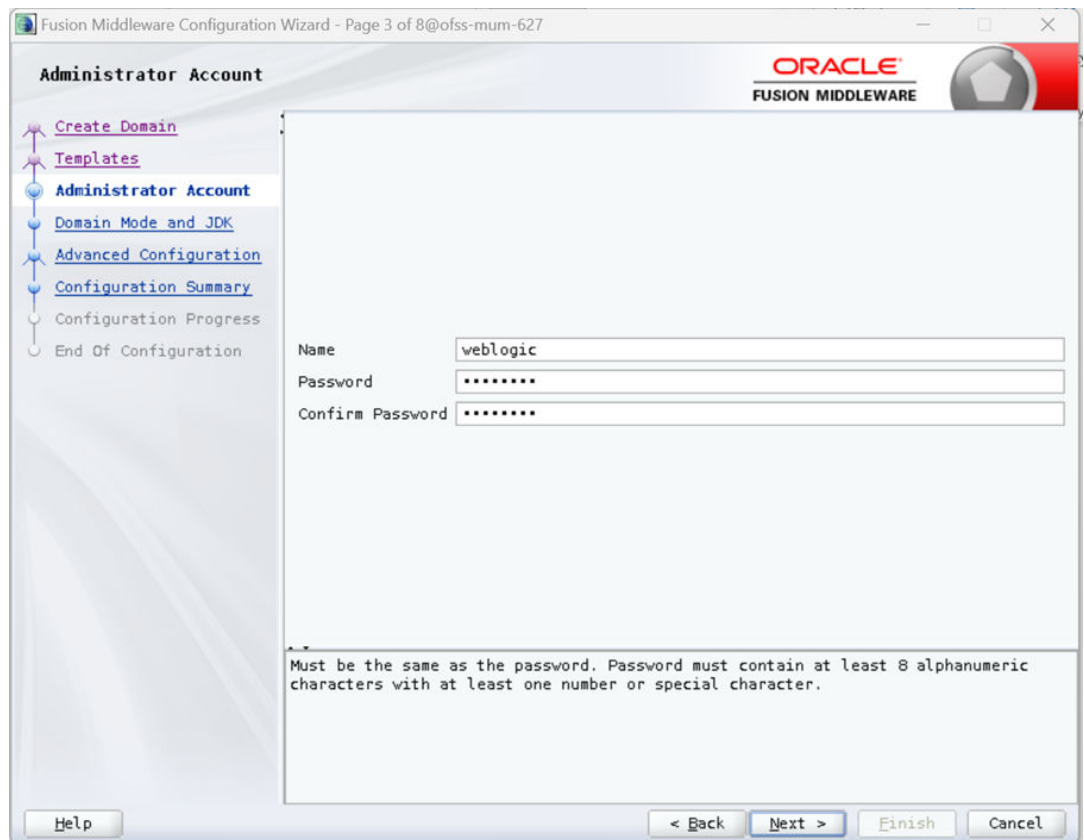 Fusion Middleware Configuration Wizard - Page 3 of 8@ofss-mum-627
Administrator Account
ORACLE
FUSION MIDDLEWARE
Create Domain
Templates
Administrator Account
Domain Mode and JDK
Advanced Configuration
Configuration Summary
Configuration Progress
End Of Configuration
Name weblogic
Password ••••••••
Confirm Password ••••••••
Must be the same as the password. Password must contain at least 8 alphanumeric
characters with at least one number or special character.
Help < Back Next > Finish Cancel